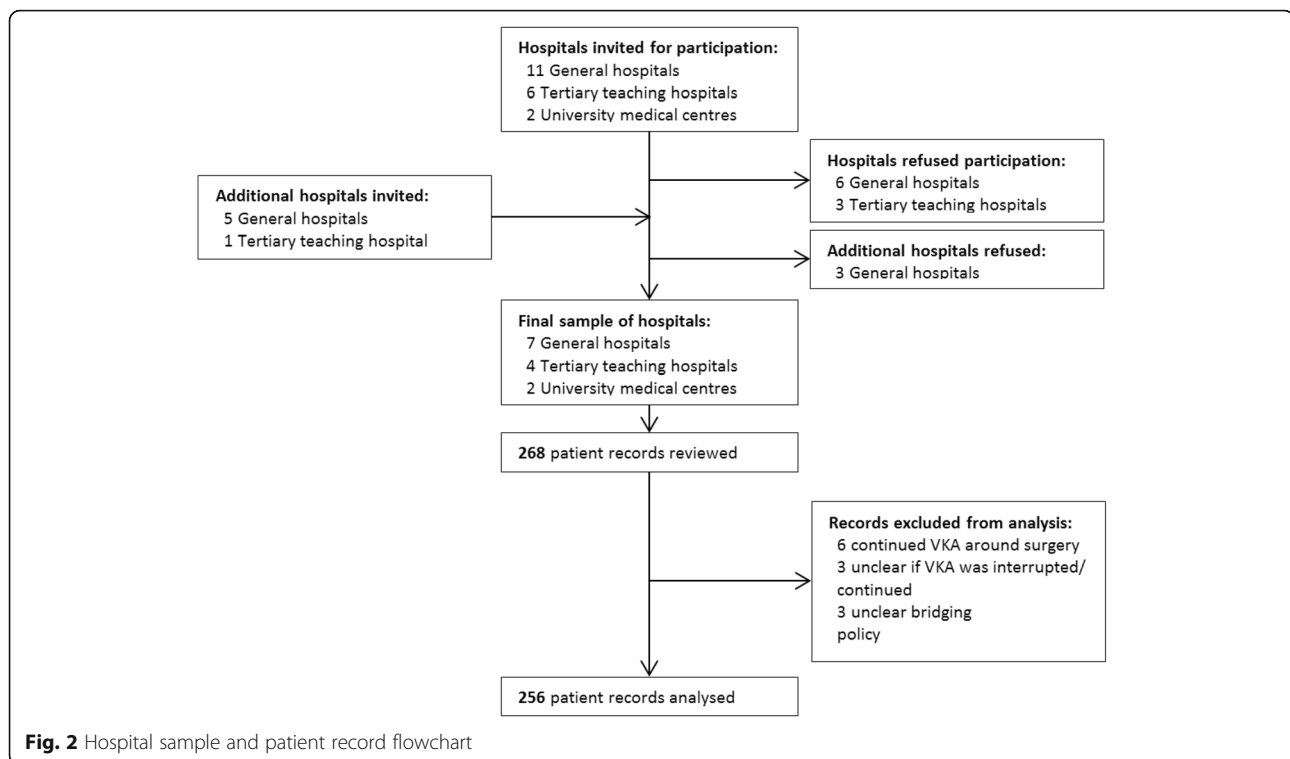 Hospitals invited for participation:
11 General hospitals
6 Tertiary teaching hospitals
2 University medical centres
Hospitals refused participation:
6 General hospitals
3 Tertiary teaching hospitals
Additional hospitals invited:
5 General hospitals
1 Tertiary teaching hospital
Additional hospitals refused:
3 General hospitals
Final sample of hospitals:
7 General hospitals
4 Tertiary teaching hospitals
2 University medical centres
268 patient records reviewed
Records excluded from analysis:
6 continued VKA around surgery
3 unclear if VKA was interrupted/
continued
3 unclear bridging
policy
256 patient records analysed
Fig. 2 Hospital sample and patient record flowchart